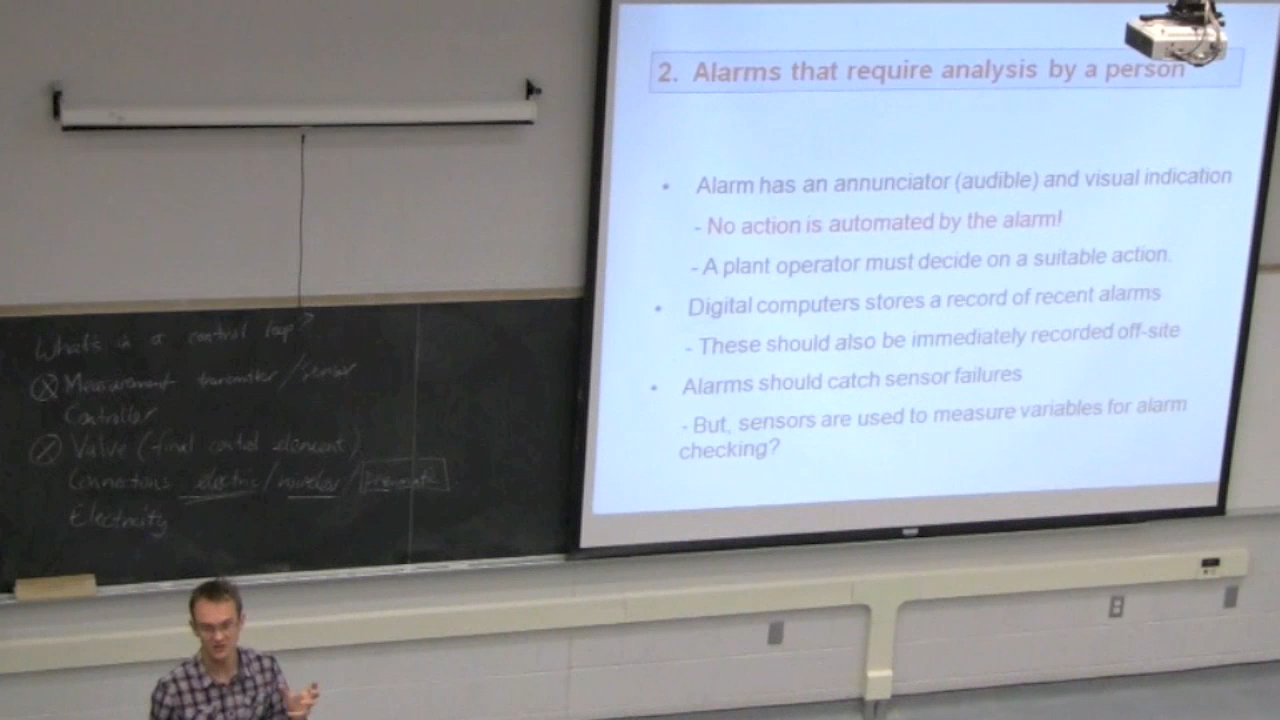 2. Alarms that require analysis by a person
• Alarm has an annunciator (audible) and visual indication
- No action is automated by the alarm!
- A plant operator must decide on a suitable action.
• Digital computers stores a record of recent alarms
- These should also be immediately recorded off-site
• Alarms should catch sensor failures
- But, sensors are used to measure variables for alarm
checking?
What's in a control loop?
Measurement transmitter/sensor
Controller
Valve (final control element)
Connections electric/wireless/pneumatic
Electricity